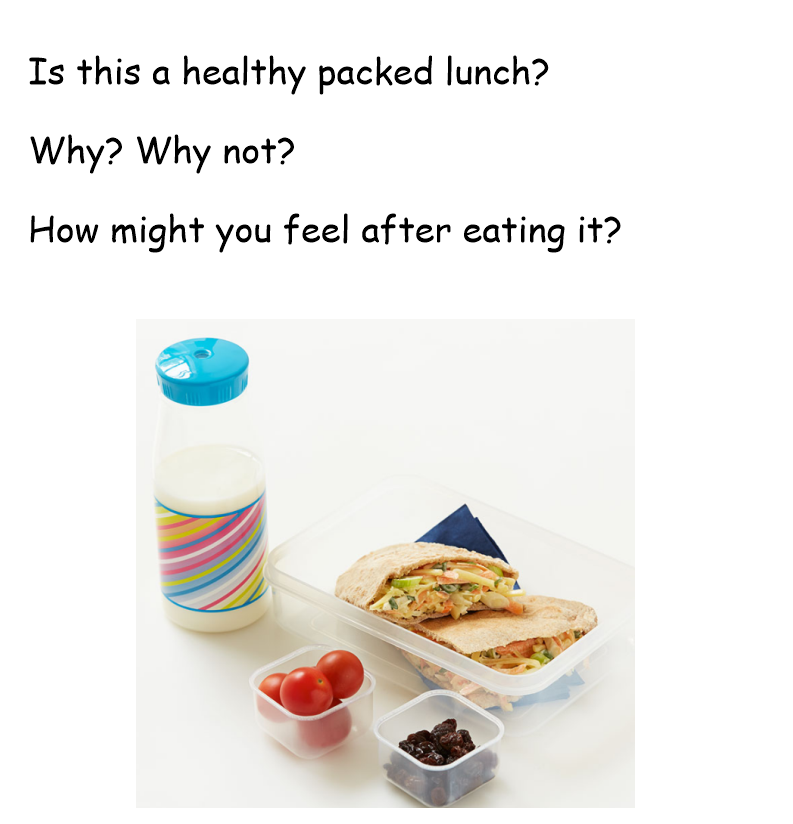 Is this a healthy packed lunch?
Why? Why not?
How might you feel after eating it?